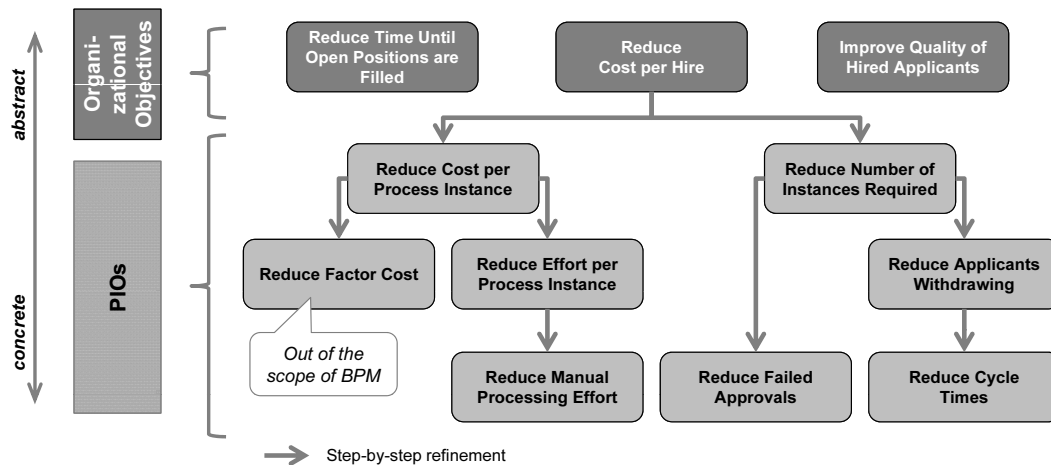 abstract
concrete
Organi-
zational
Objectives
PIOs
Reduce Time Until
Open Positions are
Filled
Reduce
Cost per Hire
Improve Quality of
Hired Applicants
Reduce Cost per
Process Instance
Reduce Number of
Instances Required
Reduce Factor Cost
Reduce Effort per
Process Instance
Reduce Applicants
Withdrawing
Out of the
scope of BPM
Reduce Manual
Processing Effort
Reduce Failed
Approvals
Reduce Cycle
Times
Step-by-step refinement